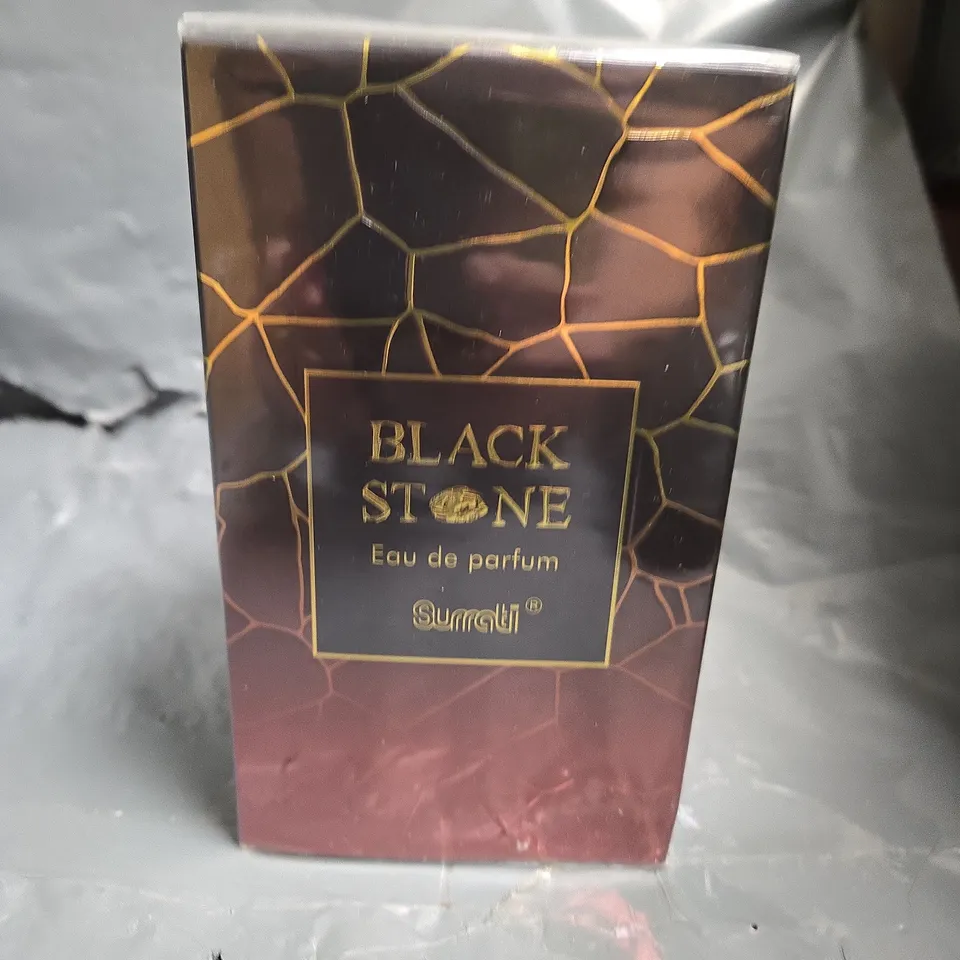 BLACK
STONE
Eau de parfum
Surrati ®